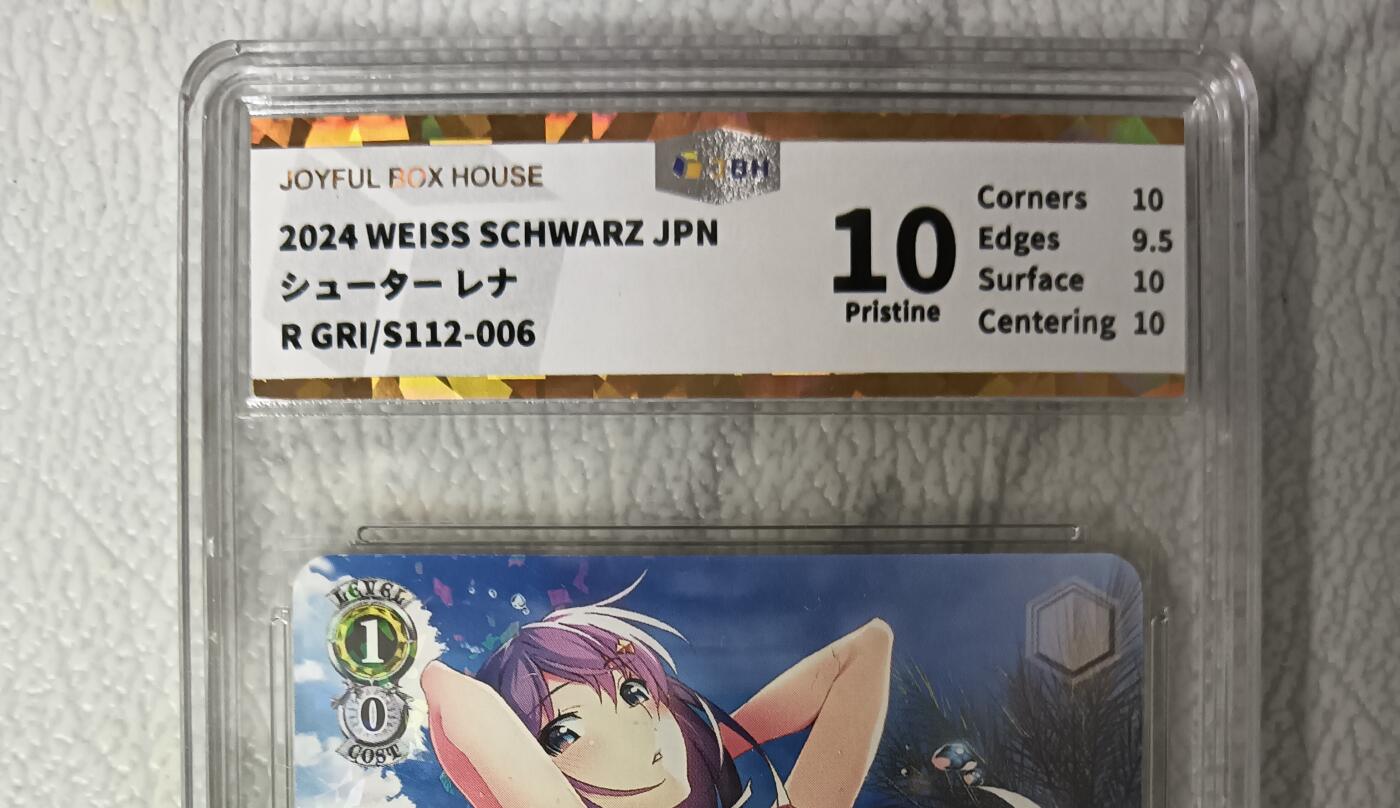 JOYFUL BOX HOUSE
JBH
2024 WEISS SCHWARZ JPN
シューター レナ
R GRI/S112-006
10
Pristine
Corners 10
Edges 9.5
Surface 10
Centering 10
LEVEL
1
0
COST